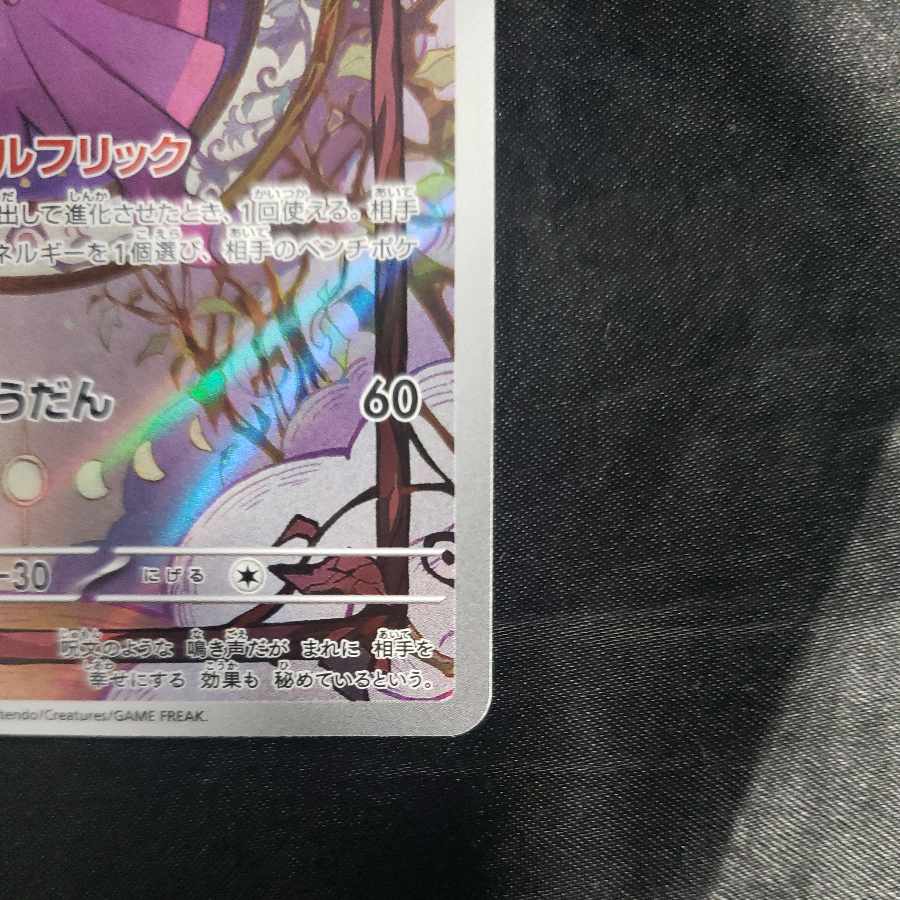 ルフリック
出して進化させたとき、1回使える。相手
ネルギーを1個選び、相手のベンチポケ
うだん 60
-30 にげる
呪文のような 鳴き声だが まれに 相手を
幸せにする 効果も 秘めているという。
tendo/Creatures/GAME FREAK.